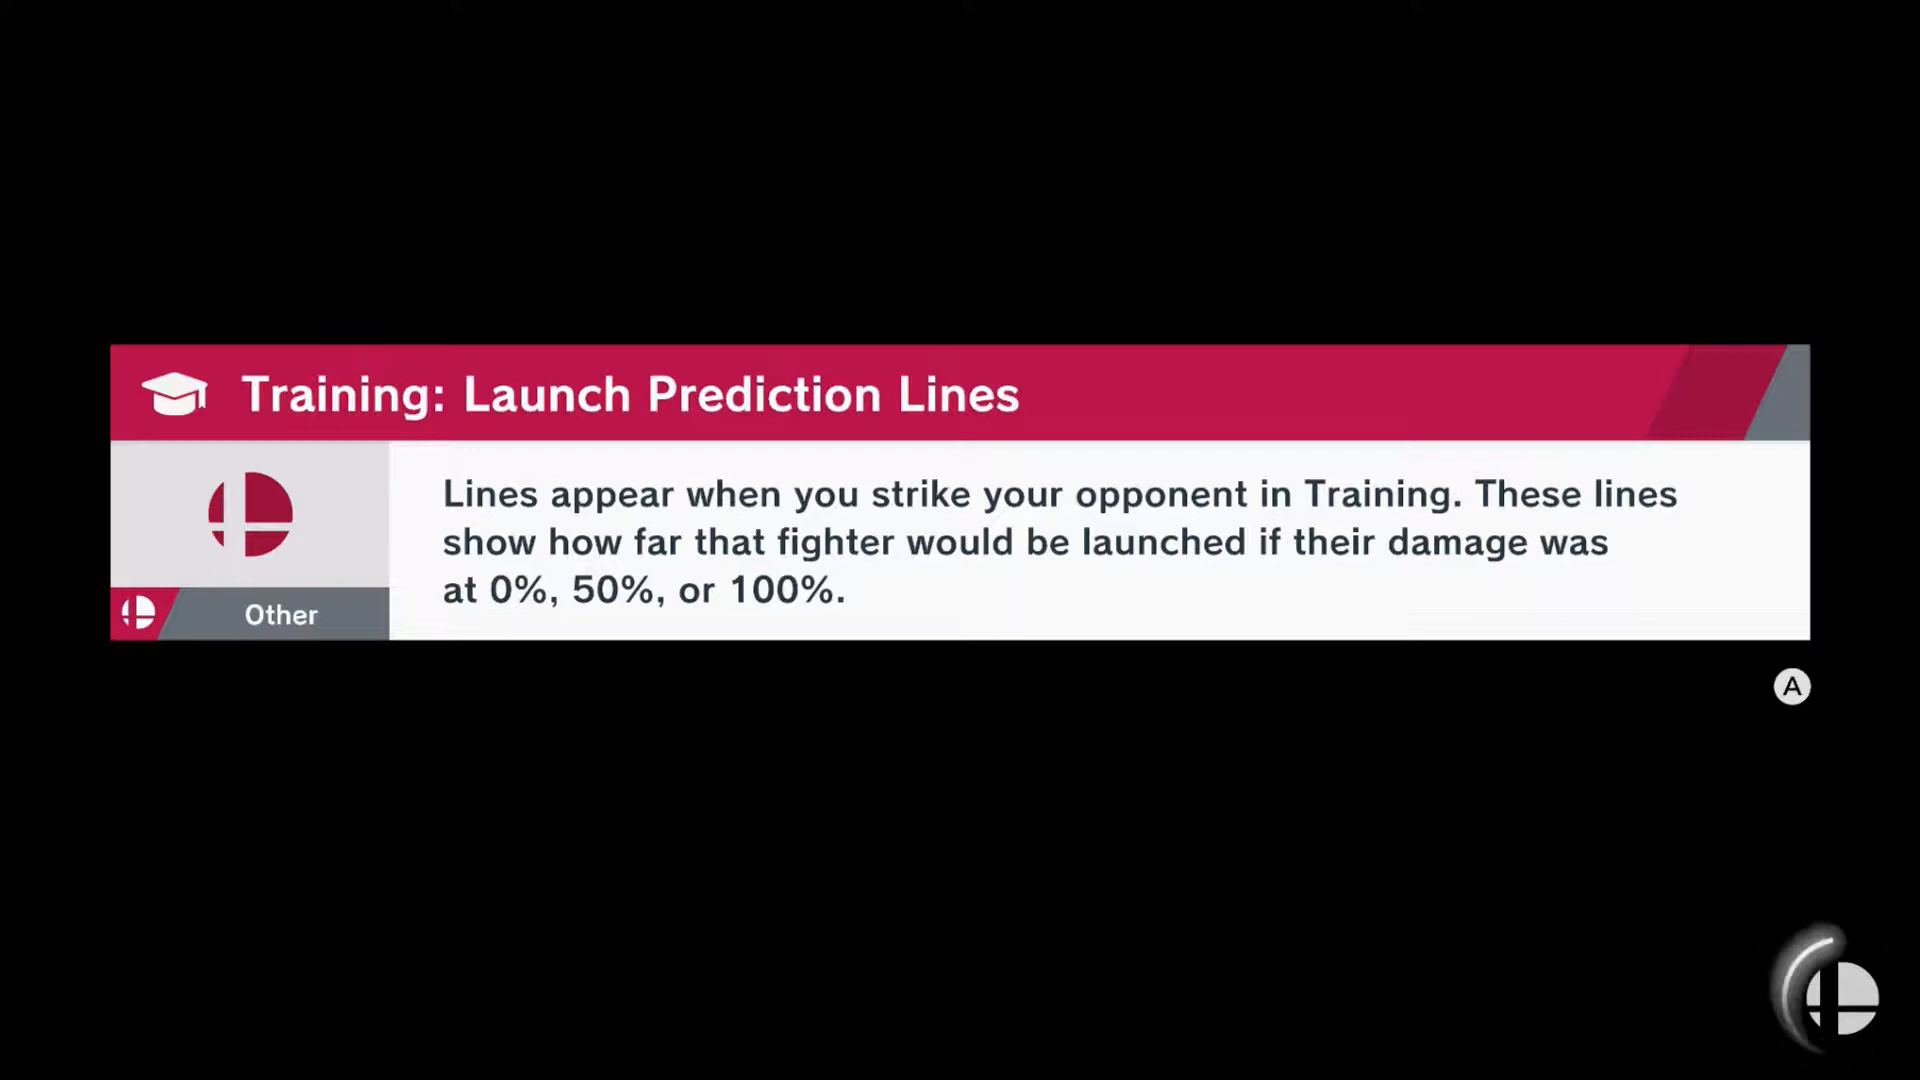 Training: Launch Prediction Lines
Lines appear when you strike your opponent in Training. These lines
show how far that fighter would be launched if their damage was
at 0%, 50%, or 100%.
Other
A